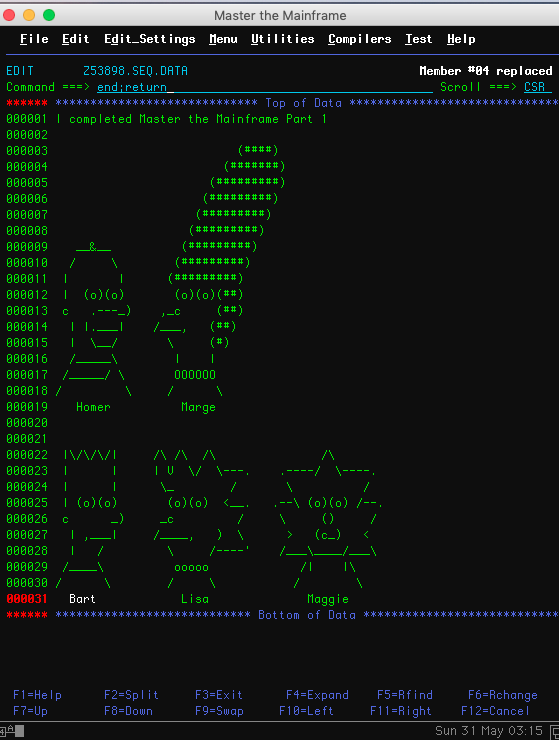 Master the Mainframe
File Edit Edit_Settings Menu Utilities Compilers Test Help
EDIT       Z53898.SEQ.DATA                                 Member #04 replaced
Command ===> end;return_                                      Scroll ===> CSR
****** ***************************** Top of Data ******************************
000001 I completed Master the Mainframe Part 1
000002
000003                           (####)
000004                         (#######)
000005                       (#########)
000006                      (#########)
000007                     (#########)
000008                    (#########)
000009    __&__          (#########)
000010   /     \        (#########)
000011  |       |      (#########)
000012  |  (o)(o)       (o)(o)(##)
000013  c   .---_)    ,_c     (##)
000014   | |.___|    /___,   (##)
000015   |  \__/       \     (#)
000016   /_____\        |    |
000017  /_____/ \       OOOOOO
000018 /         \     /      \
000019    Homer          Marge
000020
000021
000022  |\/\/\/|     /\ /\  /\               /\
000023  |      |     | U  \/  \---.    .----/  \----.
000024  |      |      \_        /       \          /
000025  | (o)(o)       (o)(o)  <__.   .--\ (o)(o) /--.
000026  c      _)     _c         /     \     ()     /
000027   | ,___|     /____,   ) \       >   (c_)   <
000028   |   /         \     /----'    /___\____/___\
000029   /____\         ooooo             /|    |\
000030 /      \        /     \           /        \
000031   Bart            Lisa              Maggie
****** **************************** Bottom of Data ****************************
F1=Help F2=Split F3=Exit F4=Expand F5=Rfind F6=Rchange
F7=Up F8=Down F9=Swap F10=Left F11=Right F12=Cancel
Sun 31 May 03:15